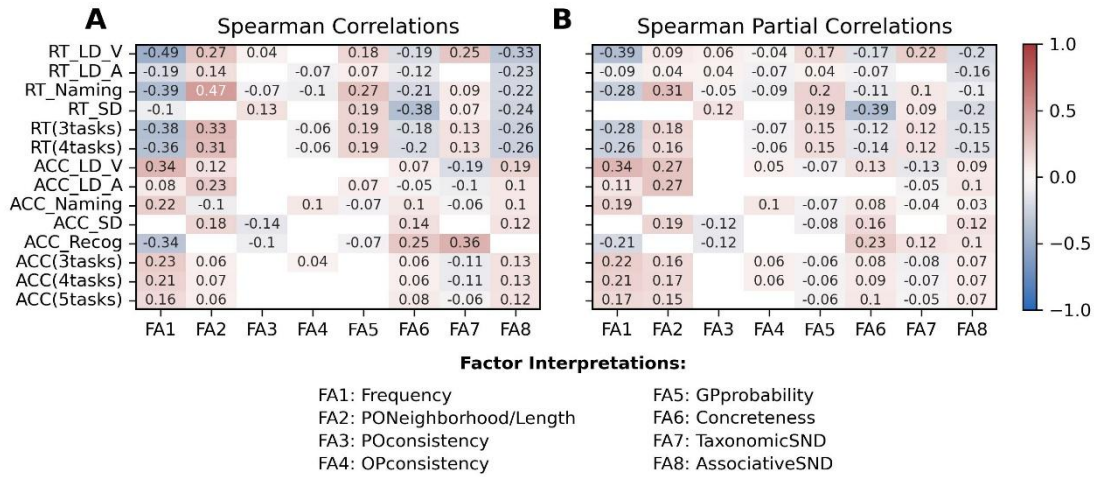 A Spearman Correlations
B Spearman Partial Correlations
RT_LD_V -0.49 0.27 0.04 0.18 -0.19 0.25 -0.33 -0.39 0.09 0.06 -0.04 0.17 -0.17 0.22 -0.2
RT_LD_A -0.19 0.14 -0.07 0.07 -0.12 -0.23 -0.09 0.04 0.04 -0.07 0.04 -0.07 -0.16
RT_Naming -0.39 0.47 -0.07 -0.1 0.27 -0.21 0.09 -0.22 -0.28 0.31 -0.05 -0.09 0.2 -0.11 0.1 -0.1
RT_SD -0.1 0.13 0.19 -0.38 0.07 -0.24 0.12 0.19 -0.39 0.09 -0.2
RT(3tasks) -0.38 0.33 -0.06 0.19 -0.18 0.13 -0.26 -0.28 0.18 -0.07 0.15 -0.12 0.12 -0.15
RT(4tasks) -0.36 0.31 -0.06 0.19 -0.2 0.13 -0.26 -0.26 0.16 -0.06 0.15 -0.14 0.12 -0.15
ACC_LD_V 0.34 0.12 0.07 -0.19 0.19 0.34 0.27 0.05 -0.07 0.13 -0.13 0.09
ACC_LD_A 0.08 0.23 0.07 -0.05 -0.1 0.1 0.11 0.27 -0.05 0.1
ACC_Naming 0.22 -0.1 0.1 -0.07 0.1 -0.06 0.1 0.19 0.1 -0.07 0.08 -0.04 0.03
ACC_SD 0.18 -0.14 0.14 0.12 0.19 -0.12 -0.08 0.16 0.12
ACC_Recog -0.34 -0.1 -0.07 0.25 0.36 -0.21 -0.12 0.23 0.12 0.1
ACC(3tasks) 0.23 0.06 0.04 0.06 -0.11 0.13 0.22 0.16 0.06 -0.06 0.08 -0.08 0.07
ACC(4tasks) 0.21 0.07 0.06 -0.11 0.13 0.21 0.17 0.06 -0.07 0.09 -0.07 0.07
ACC(5tasks) 0.16 0.06 0.08 -0.06 0.12 0.17 0.15 -0.06 0.1 -0.05 0.07
FA1 FA2 FA3 FA4 FA5 FA6 FA7 FA8 FA1 FA2 FA3 FA4 FA5 FA6 FA7 FA8
1.0
0.5
0.0
−0.5
−1.0
Factor Interpretations:
FA1: Frequency
FA2: PONeighborhood/Length
FA3: POconsistency
FA4: OPconsistency
FA5: GPprobability
FA6: Concreteness
FA7: TaxonomicSND
FA8: AssociativeSND